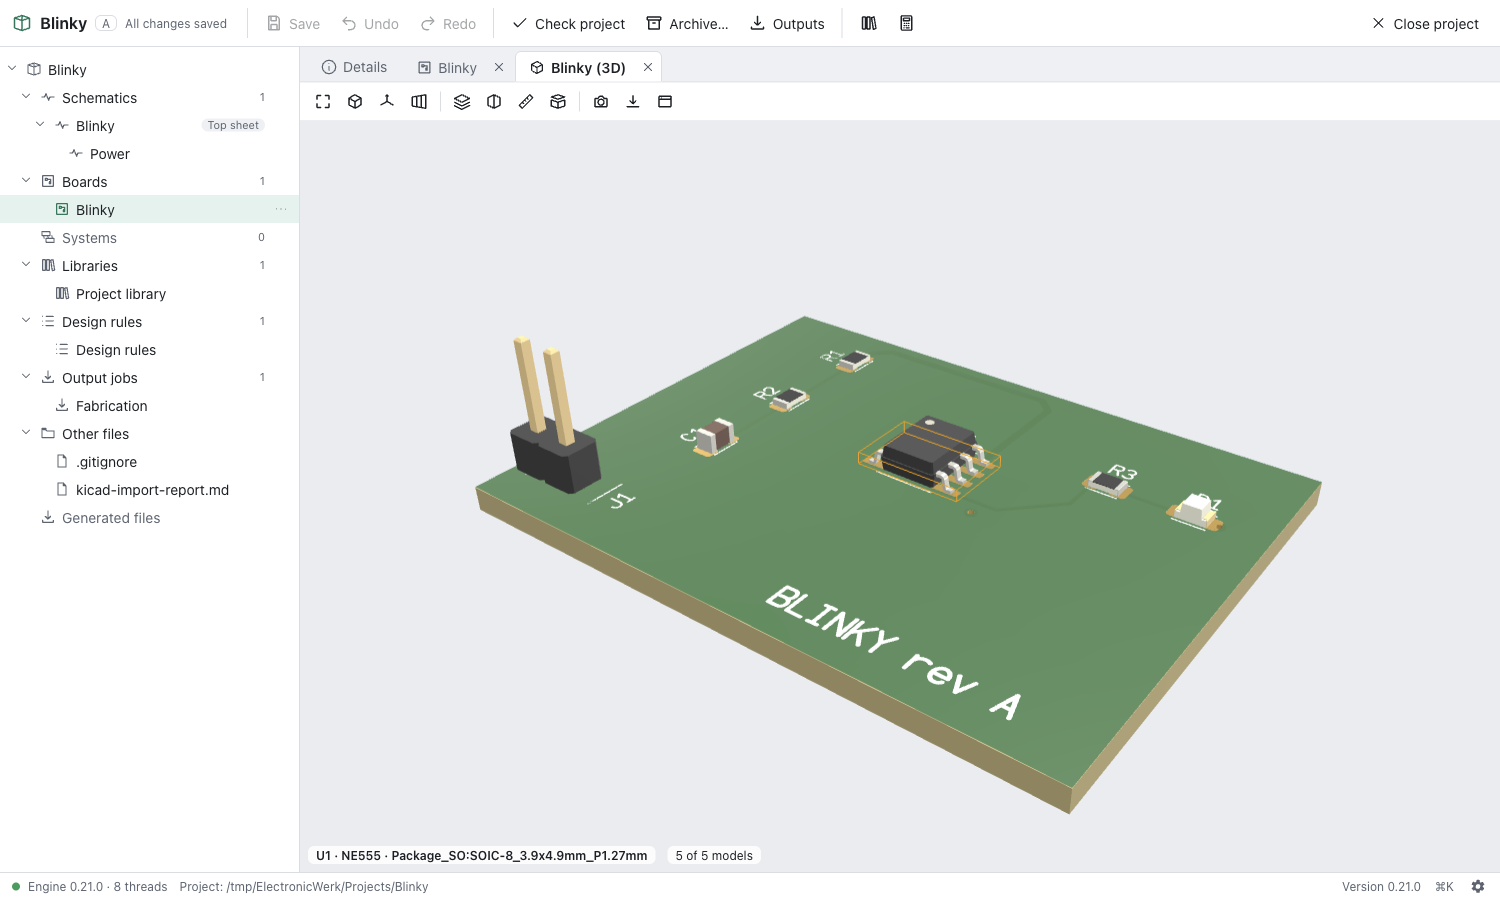 Blinky A All changes saved Save Undo Redo Check project Archive... Outputs Close project
Blinky
Schematics 1
Blinky Top sheet
Power
Boards 1
Blinky
Systems 0
Libraries 1
Project library
Design rules 1
Design rules
Output jobs 1
Fabrication
Other files
.gitignore
kicad-import-report.md
Generated files
Details Blinky Blinky (3D)
R1
R2
J1
R3
BLINKY rev A
U1 · NE555 · Package_SO:SOIC-8_3.9x4.9mm_P1.27mm 5 of 5 models
Engine 0.21.0 · 8 threads Project: /tmp/ElectronicWerk/Projects/Blinky Version 0.21.0 ⌘K